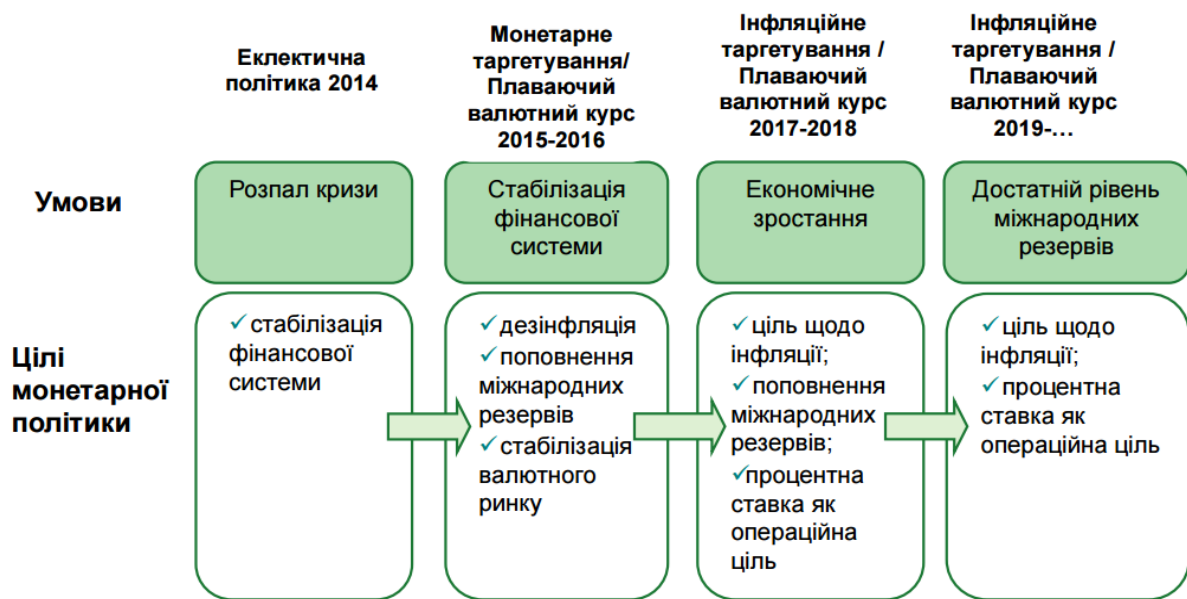 Еклектична
політика 2014
Монетарне
таргетування/
Плаваючий
валютний курс
2015-2016
Інфляційне
таргетування /
Плаваючий
валютний курс
2017-2018
Інфляційне
таргетування /
Плаваючий
валютний курс
2019-...
Умови
Розпал кризи
Стабілізація
фінансової
системи
Економічне
зростання
Достатній рівень
міжнародних
резервів
Цілі
монетарної
політики
✓стабілізація
фінансової
системи
✓дезінфляція
✓поповнення
міжнародних
резервів
✓стабілізація
валютного
ринку
✓ціль щодо
інфляції;
✓поповнення
міжнародних
резервів;
✓процентна
ставка як
операційна
ціль
✓ціль щодо
інфляції;
✓процентна
ставка як
операційна ціль